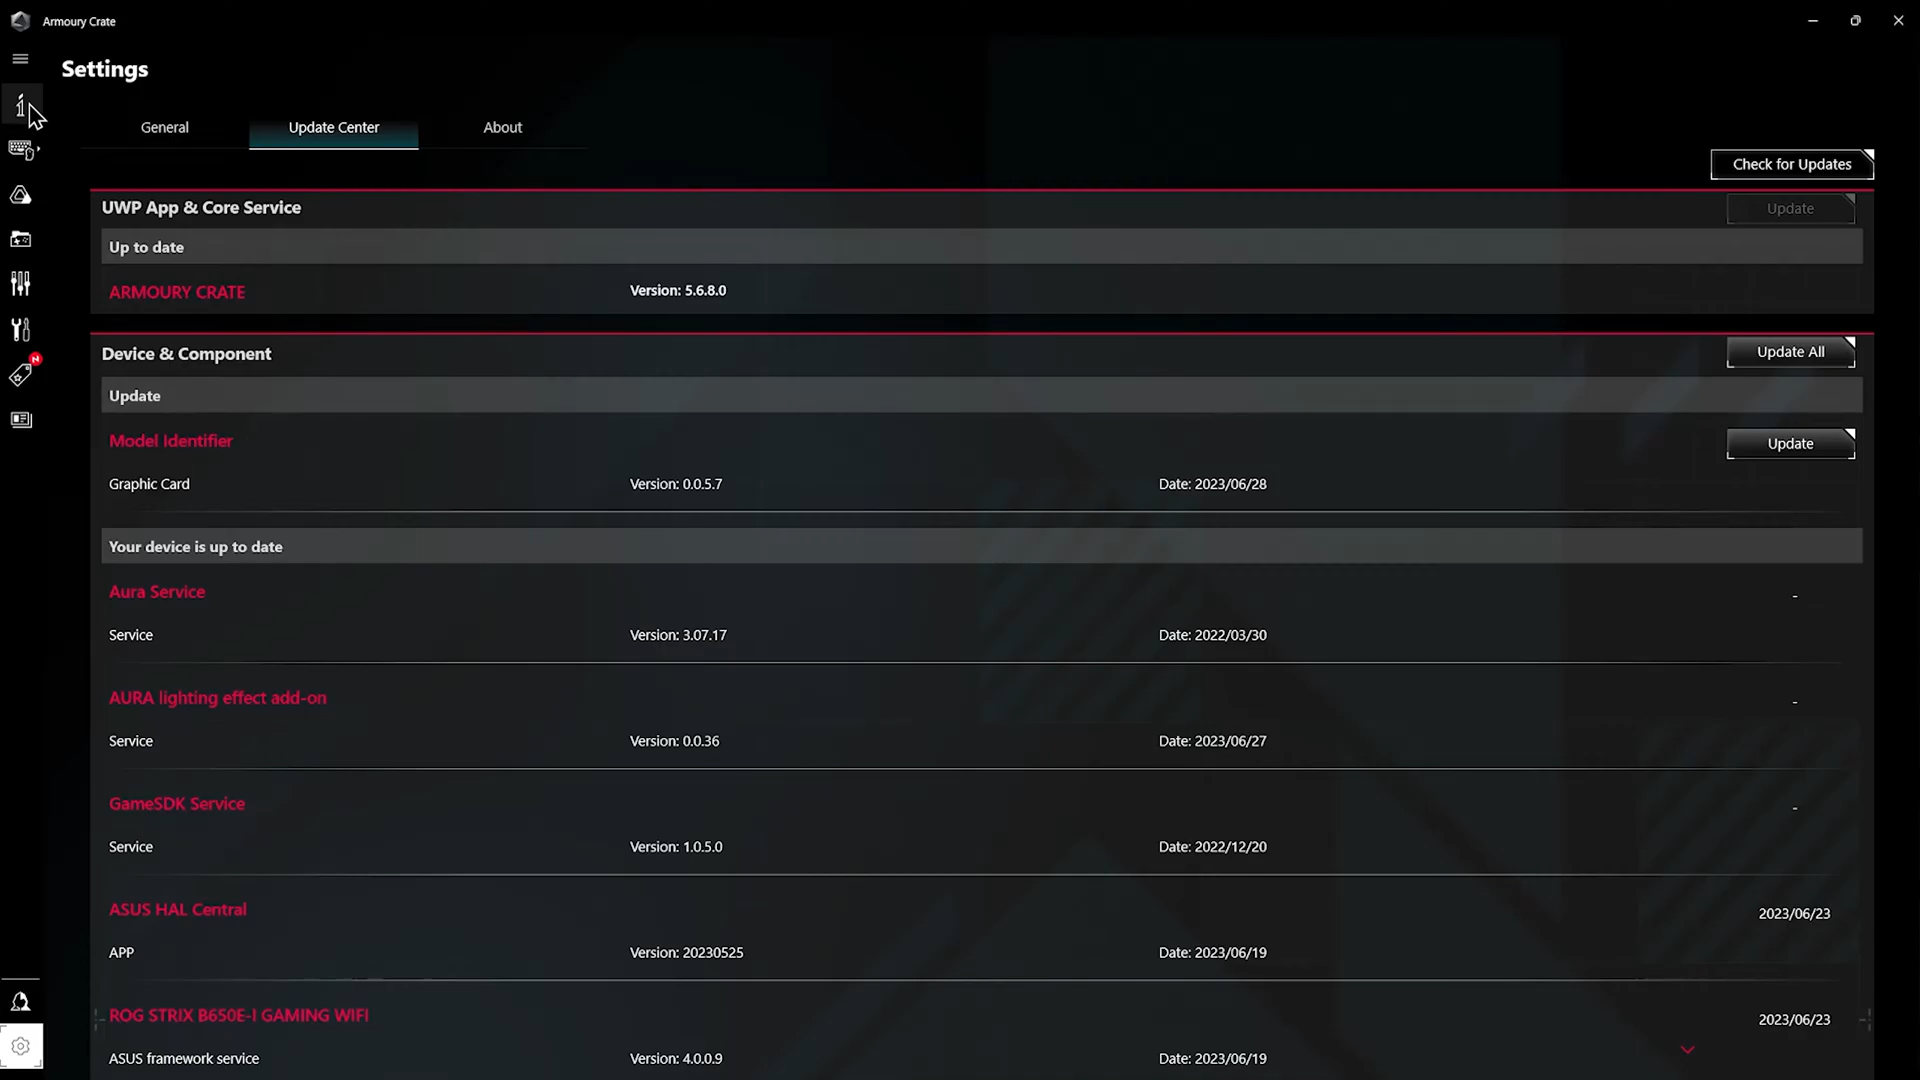 Armoury Crate
Settings
General
Update Center
About
Check for Updates
UWP App & Core Service
Update
Up to date
ARMOURY CRATE
Version: 5.6.8.0
Device & Component
Update All
Update
Model Identifier
Update
Graphic Card
Version: 0.0.5.7
Date: 2023/06/28
Your device is up to date
Aura Service
-
Service
Version: 3.07.17
Date: 2022/03/30
AURA lighting effect add-on
-
Service
Version: 0.0.36
Date: 2023/06/27
GameSDK Service
-
Service
Version: 1.0.5.0
Date: 2022/12/20
ASUS HAL Central
2023/06/23
APP
Version: 20230525
Date: 2023/06/19
ROG STRIX B650E-I GAMING WIFI
2023/06/23
ASUS framework service
Version: 4.0.0.9
Date: 2023/06/19
N